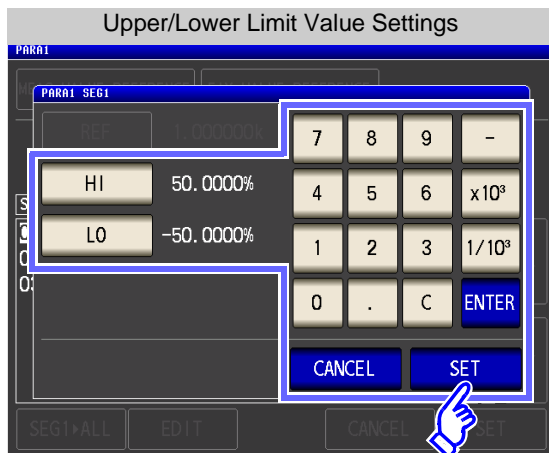 Upper/Lower Limit Value Settings
PARA1
PARA1 SEG1
REF 1.000000k
HI 50.0000%
LO -50.0000%
7 8 9 -
4 5 6 x10³
1 2 3 1/10³
0 . C ENTER
CANCEL SET
SEG1▶ALL EDIT CANCEL SET